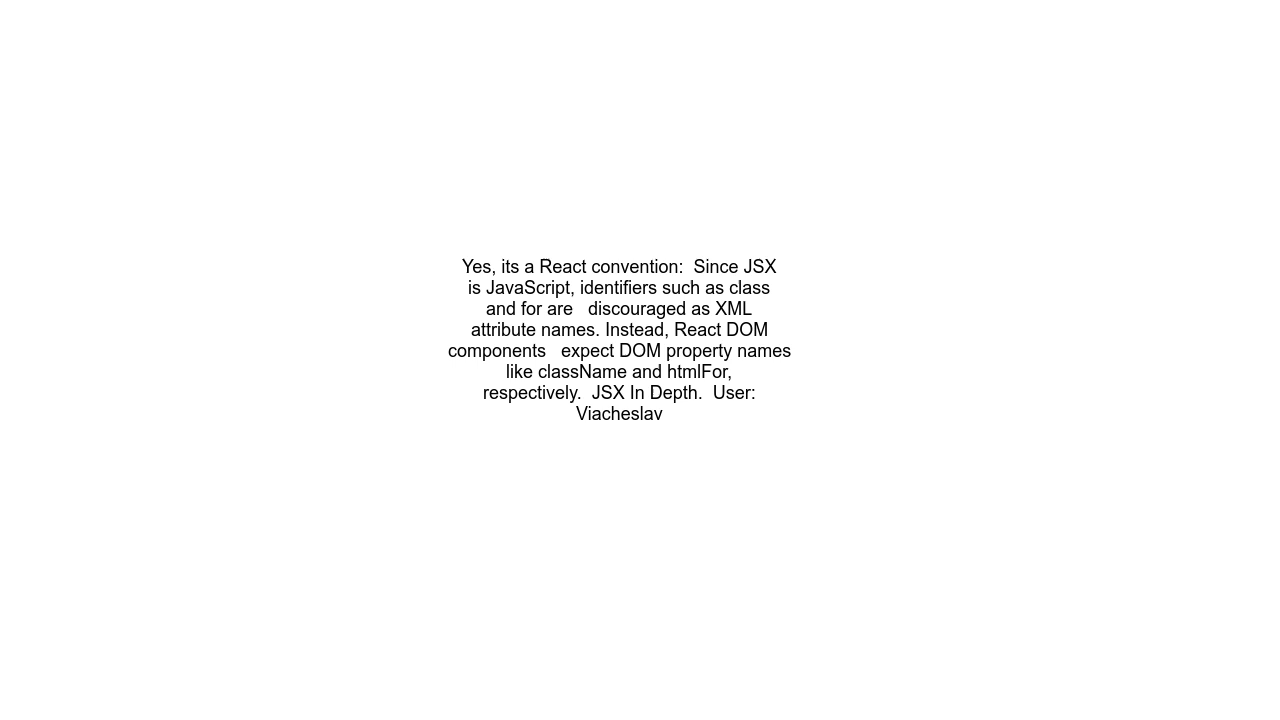 Yes, its a React convention:  Since JSX
is JavaScript, identifiers such as class
and for are   discouraged as XML
attribute names. Instead, React DOM
components   expect DOM property names
like className and htmlFor,
respectively.  JSX In Depth.  User:
Viacheslav